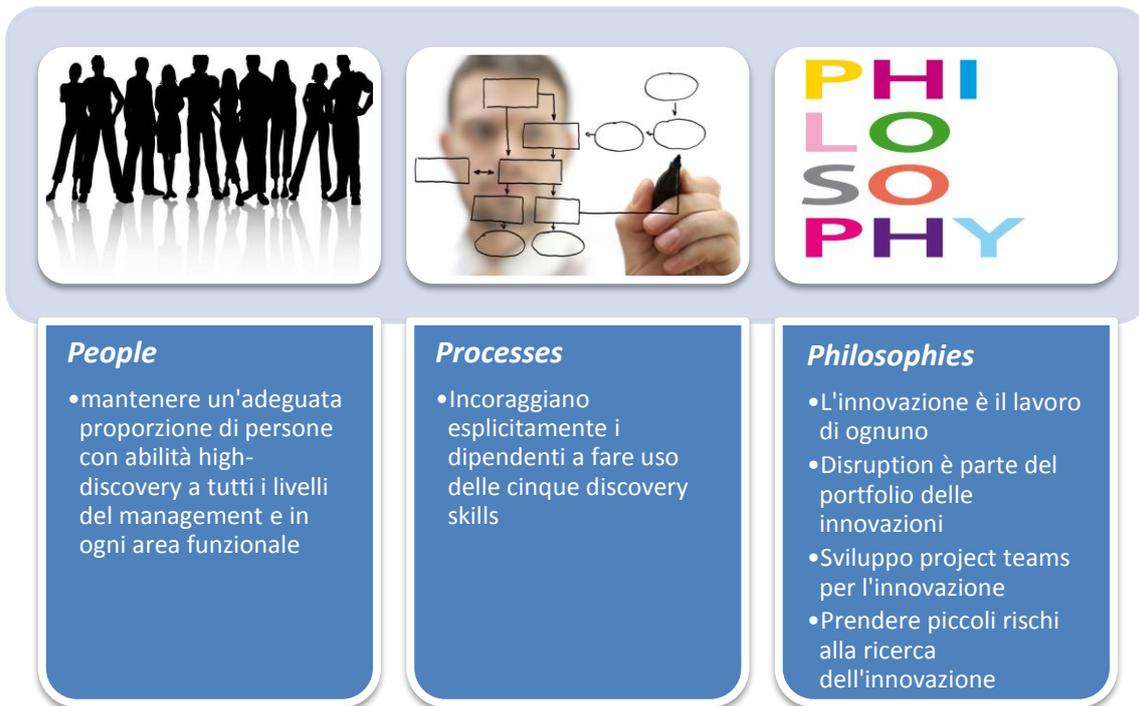 PHI
LO
SO
PHY
People
•mantenere un'adeguata
proporzione di persone
con abilità high-
discovery a tutti i livelli
del management e in
ogni area funzionale
Processes
•Incoraggiano
esplicitamente i
dipendenti a fare uso
delle cinque discovery
skills
Philosophies
•L'innovazione è il lavoro
di ognuno
•Disruption è parte del
portfolio delle
innovazioni
•Sviluppo project teams
per l'innovazione
•Prendere piccoli rischi
alla ricerca
dell'innovazione